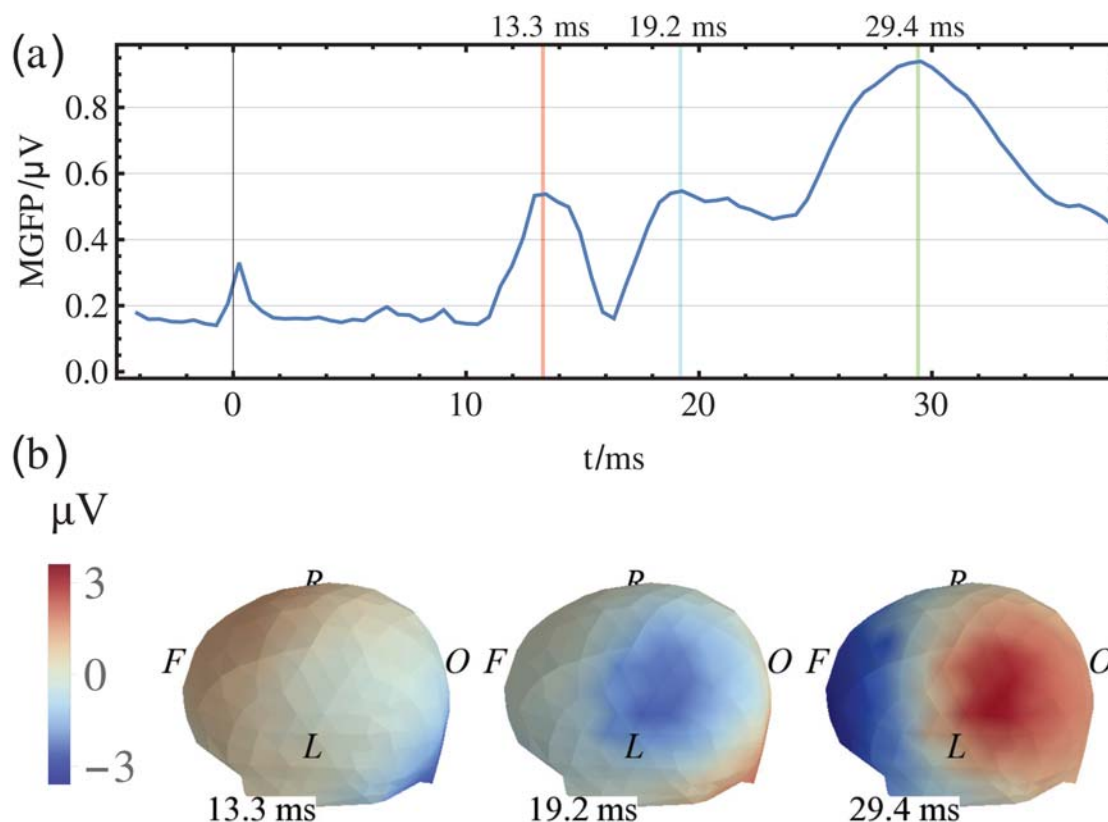 13.3 ms 19.2 ms 29.4 ms
(a)
MGFP/μV
0.8
0.6
0.4
0.2
0.0
0 10 20 30
t/ms
(b)
μV
3
0
−3
R R R
F O F O F O
L L L
13.3 ms 19.2 ms 29.4 ms